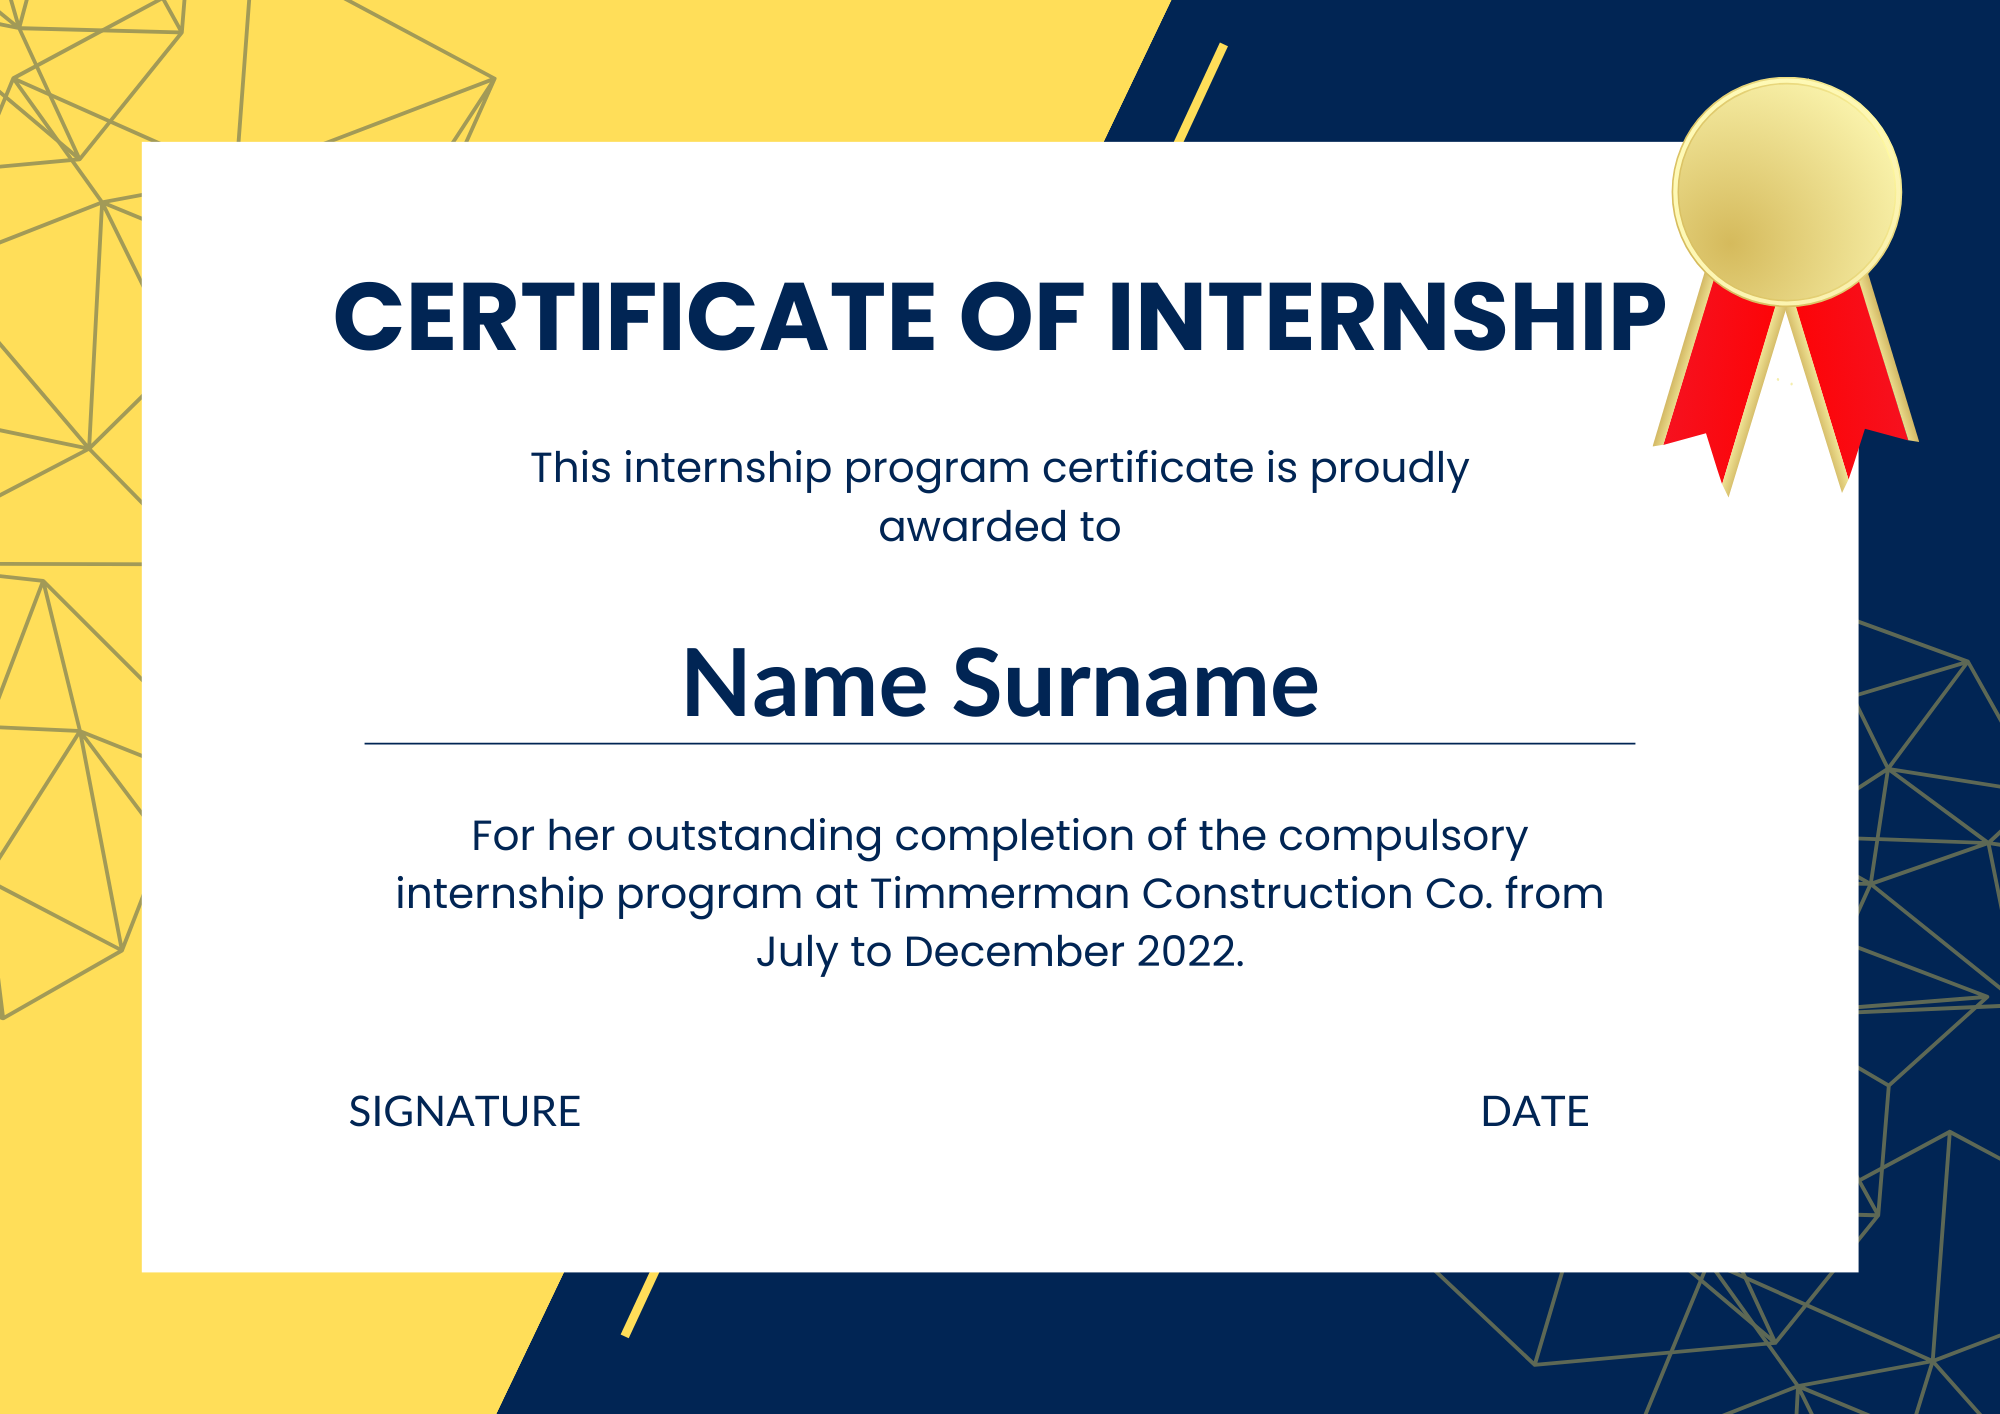 CERTIFICATE OF INTERNSHIP
This internship program certificate is proudly
awarded to
Name Surname
For her outstanding completion of the compulsory
internship program at Timmerman Construction Co. from
July to December 2022.
SIGNATURE
DATE